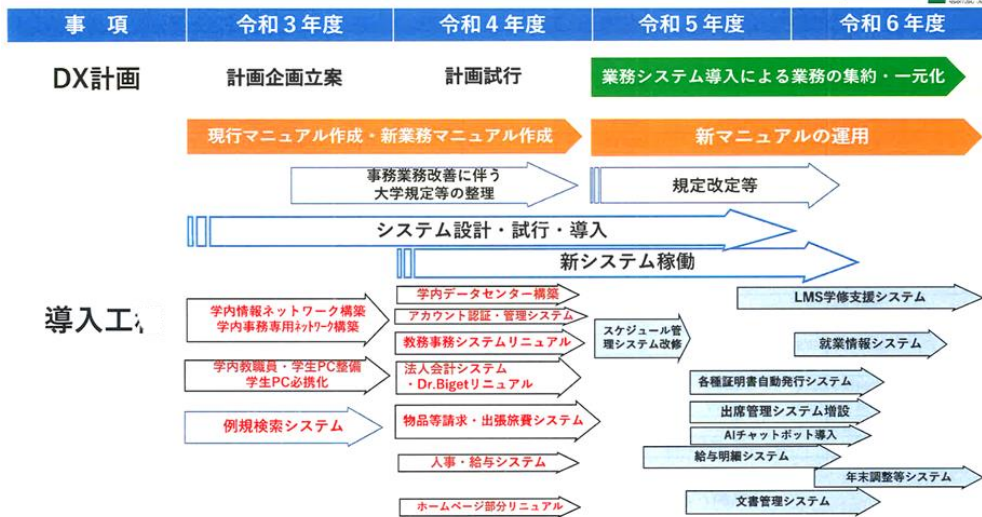 事 項
令和３年度
令和４年度
令和５年度
令和６年度
DX計画
計画企画立案
計画試行
業務システム導入による業務の集約・一元化
現行マニュアル作成・新業務マニュアル作成
新マニュアルの運用
事務業務改善に伴う
大学規定等の整理
規定改定等
システム設計・試行・導入
新システム稼働
導入工
学内情報ネットワーク構築
学内事務専用ﾈｯﾄﾜｰｸ構築
学内データセンター構築
アカウント認証・管理システム
教務事務システムリニュアル
スケジュール管
理システム改修
LMS学修支援システム
就業情報システム
学内教職員・学生PC整備
学生PC必携化
法人会計システム
・Dr.Bigetリニュアル
各種証明書自動発行システム
例規検索システム
物品等請求・出張旅費システム
出席管理システム増設
AIチャットボット導入
人事・給与システム
給与明細システム
年末調整等システム
ホームページ部分リニュアル
文書管理システム